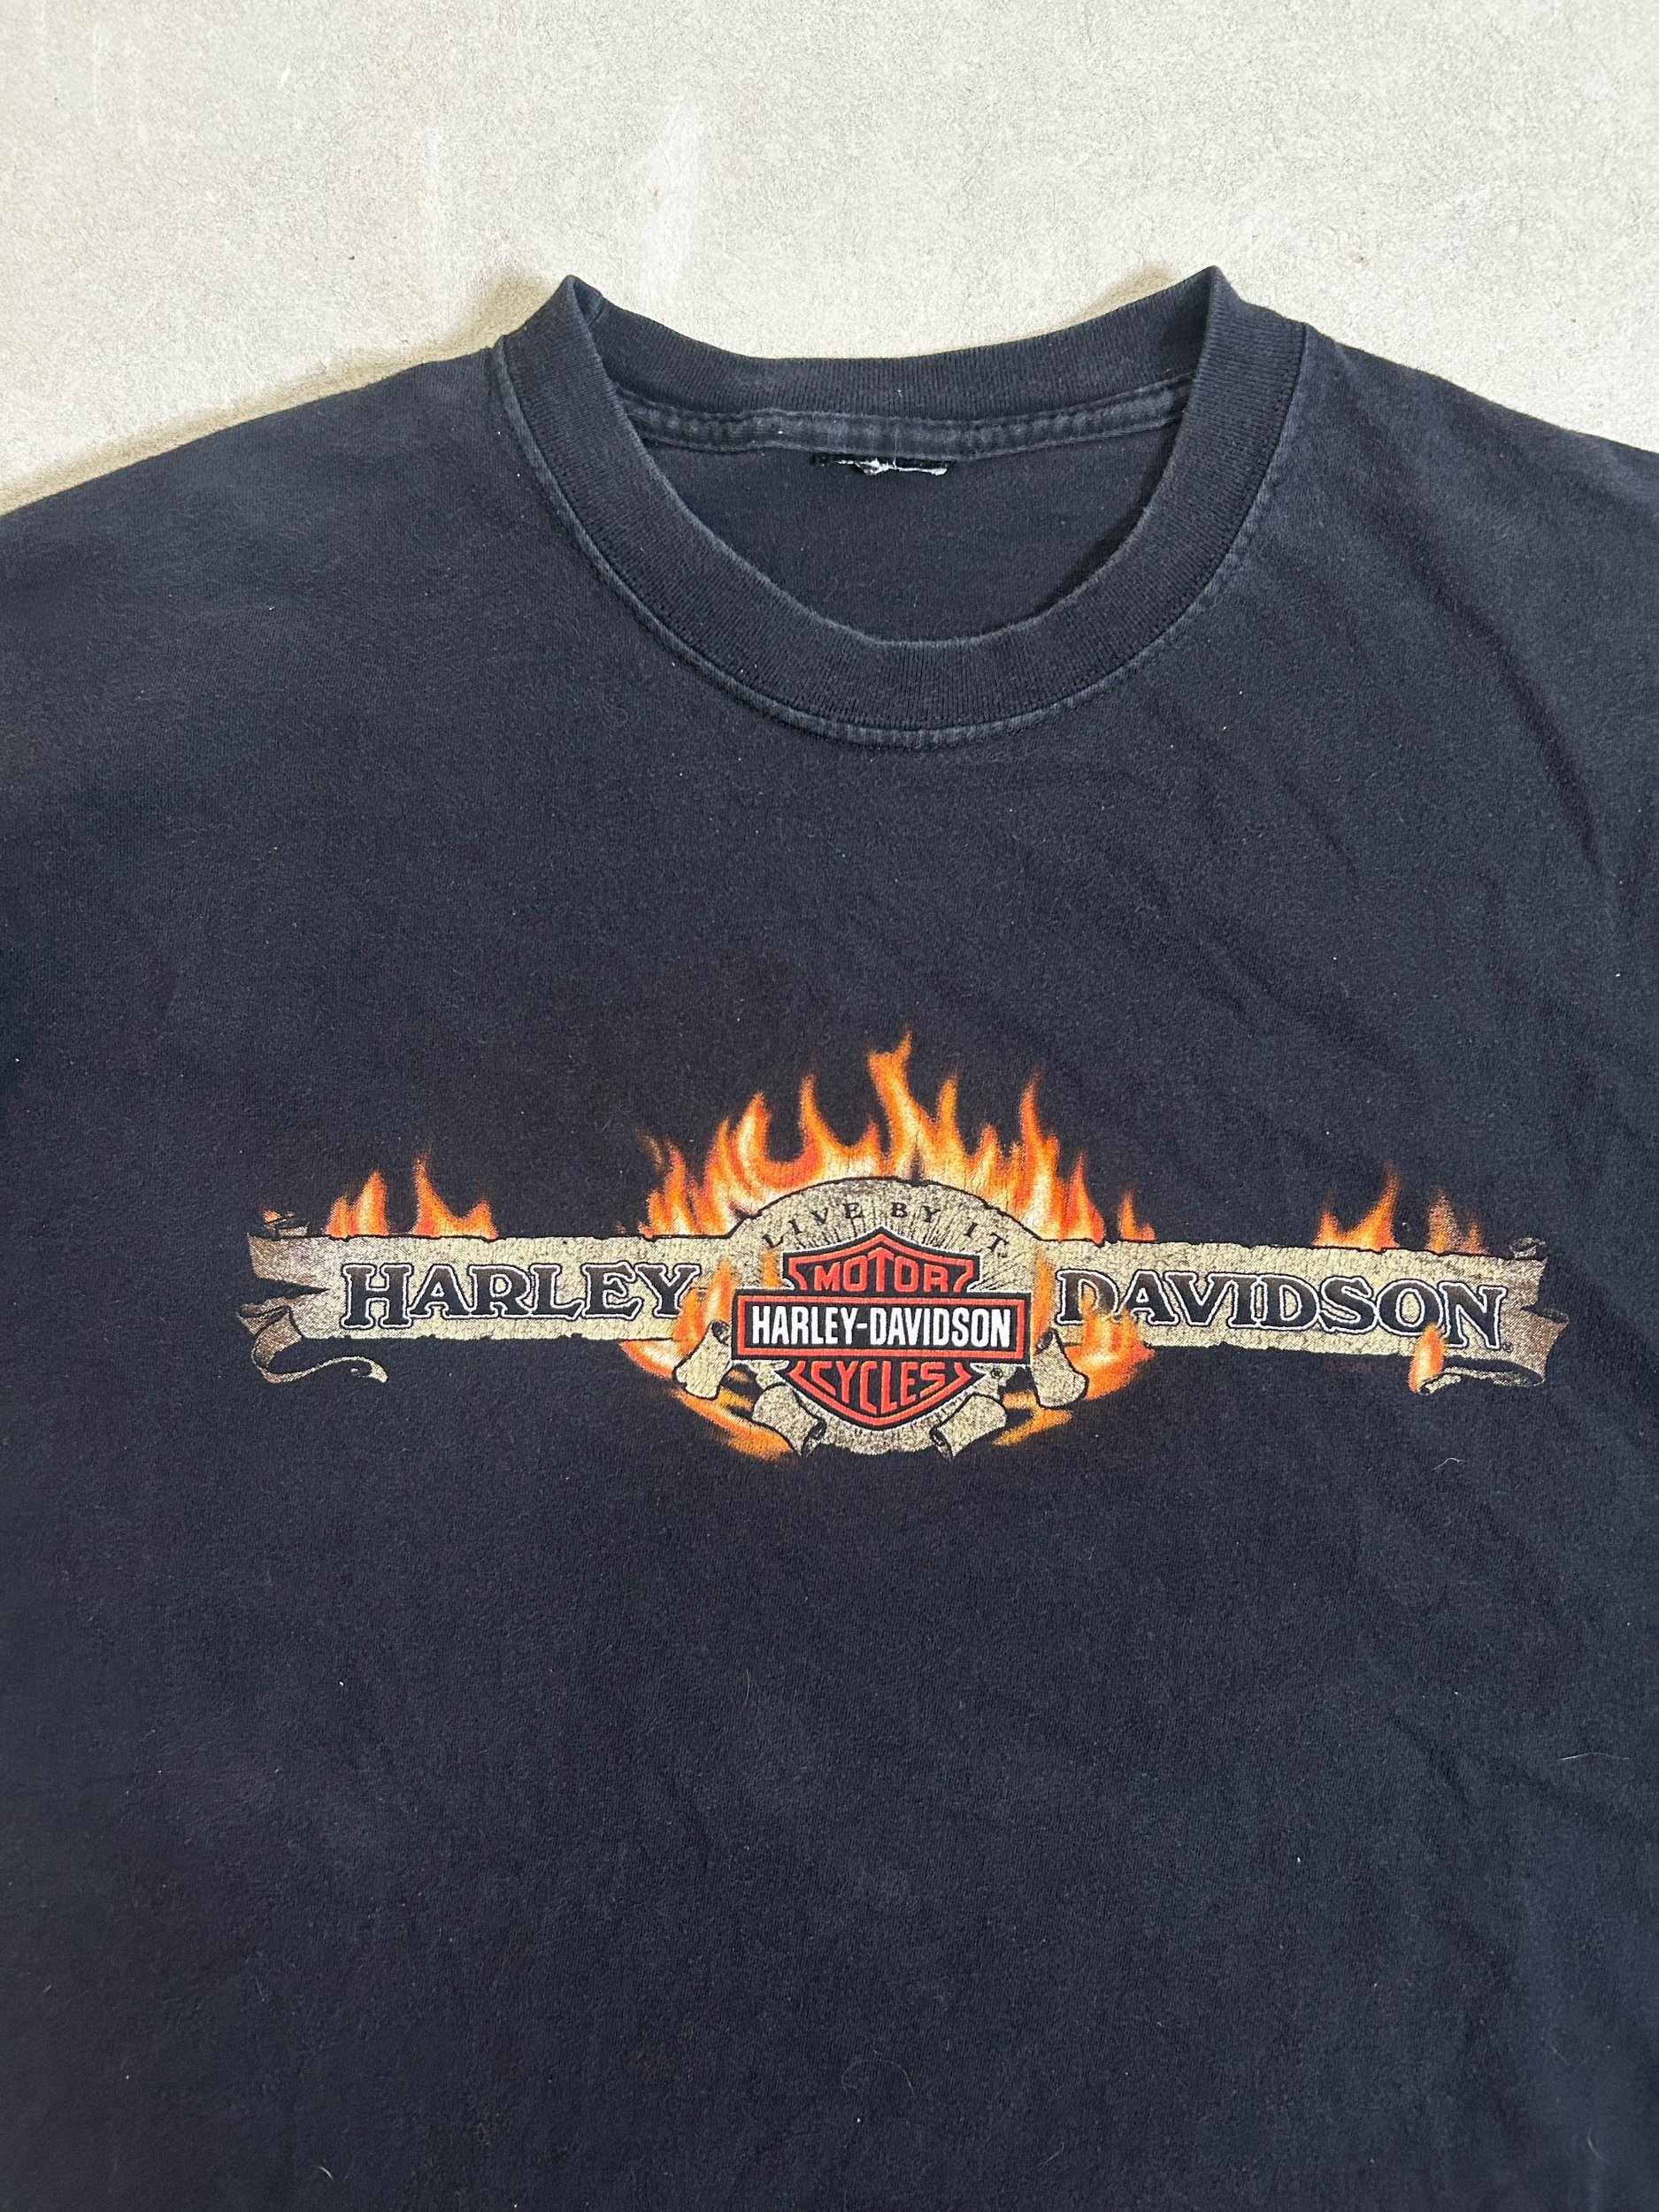 LIVE BY IT
HARLEY
DAVIDSON
MOTOR
HARLEY-DAVIDSON
CYCLES